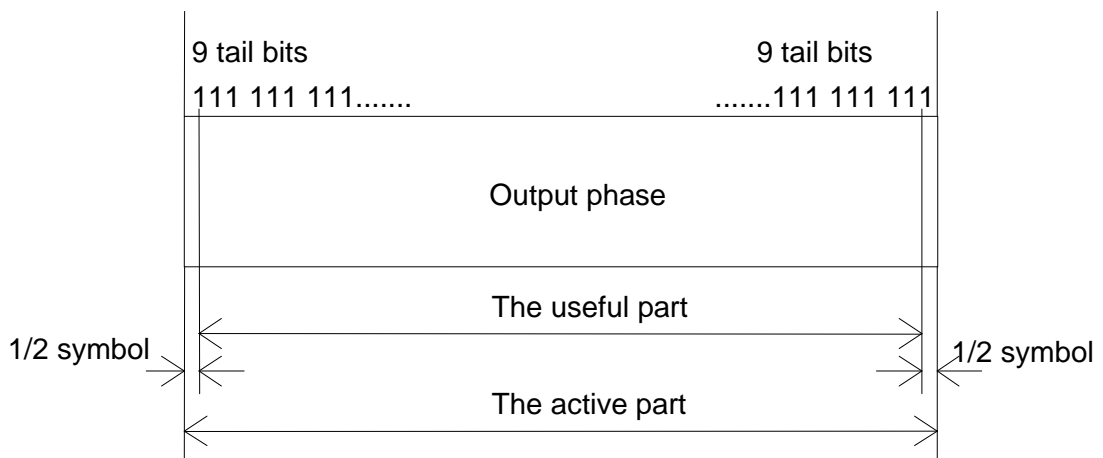 9 tail bits 9 tail bits
111 111 111....... .......111 111 111
Output phase
The useful part
1/2 symbol 1/2 symbol
The active part